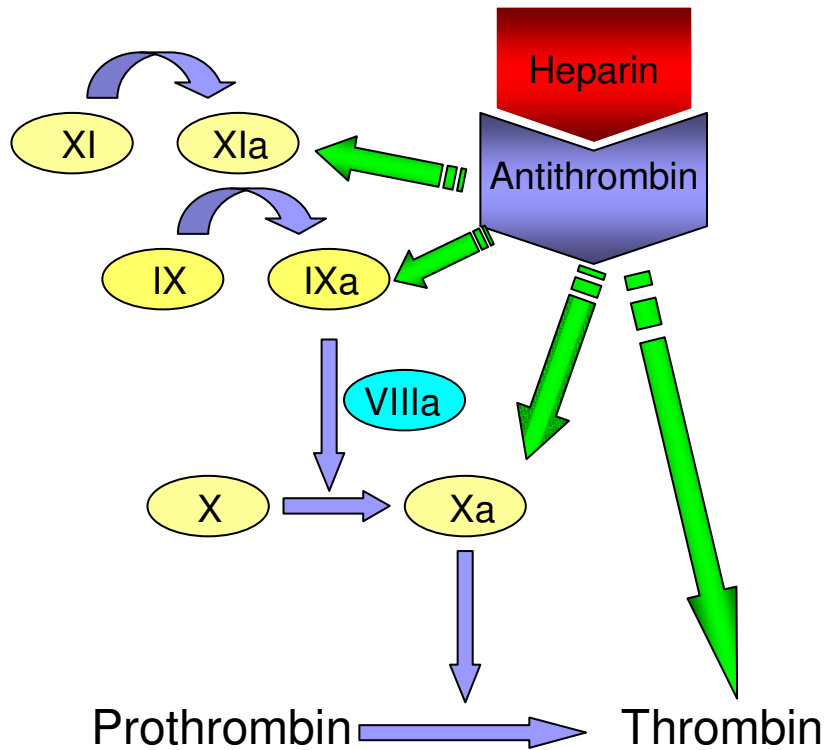 Heparin
XI
XIa
Antithrombin
IX
IXa
VIIIa
X
Xa
Prothrombin
Thrombin